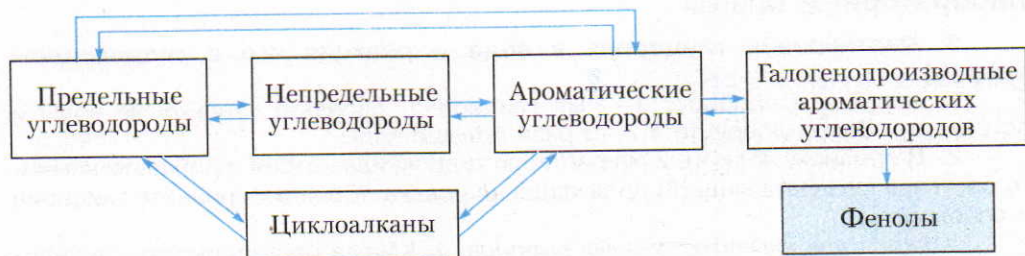 Предельные
углеводороды
Непредельные
углеводороды
Ароматические
углеводороды
Галогенопроизводные
ароматических
углеводородов
Циклоалканы
Фенолы